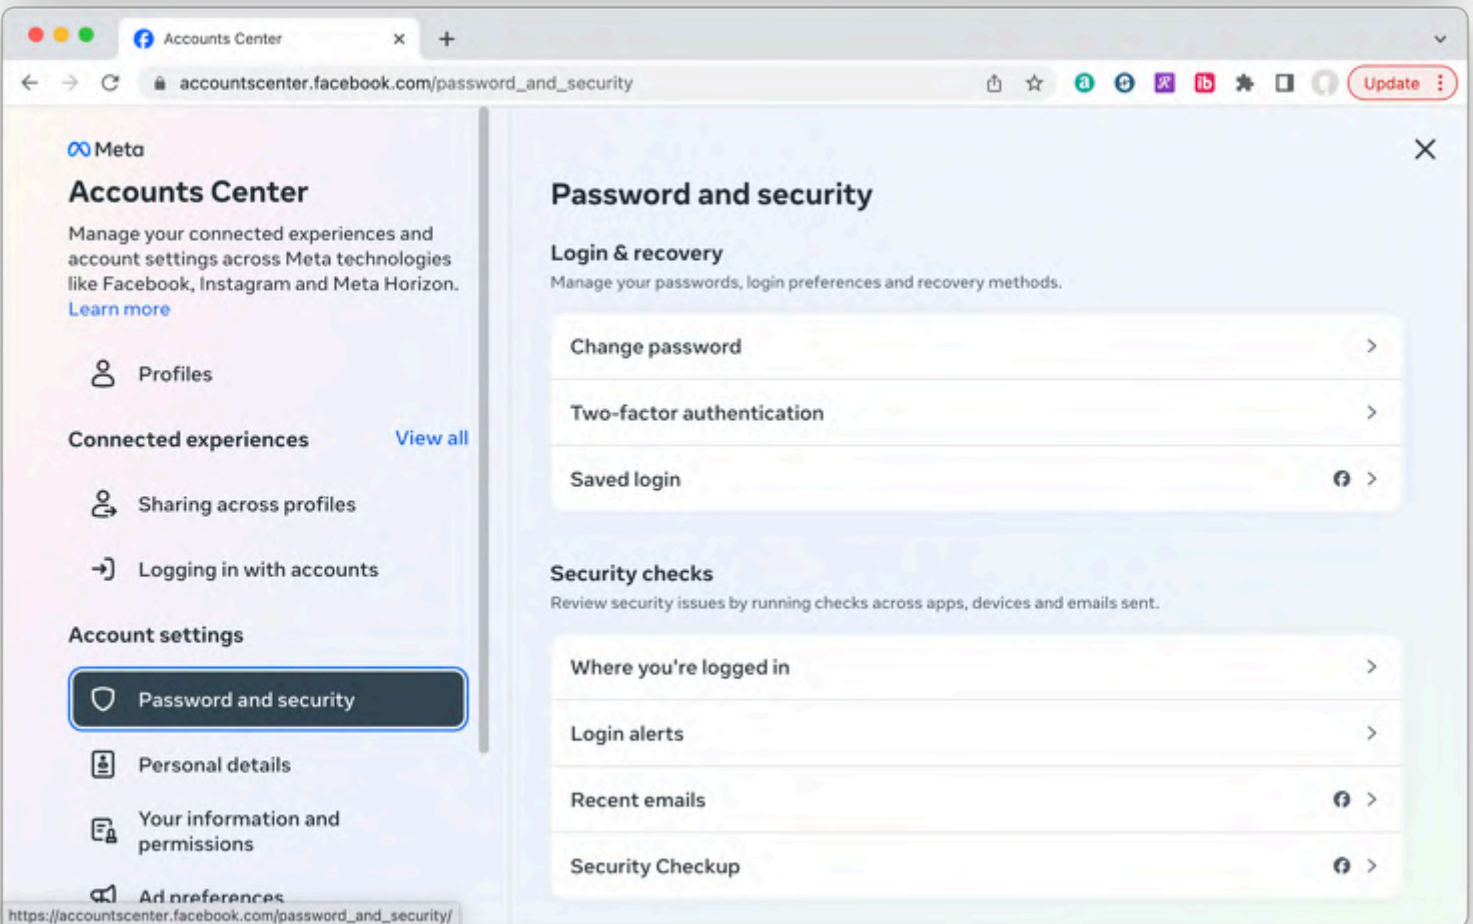 Accounts Center
accountscenter.facebook.com/password_and_security
Update
Meta
Accounts Center
Manage your connected experiences and
account settings across Meta technologies
like Facebook, Instagram and Meta Horizon.
Learn more
Profiles
Connected experiences
View all
Sharing across profiles
Logging in with accounts
Account settings
Password and security
Personal details
Your information and
permissions
Ad preferences
https://accountscenter.facebook.com/password_and_security/
Password and security
Login & recovery
Manage your passwords, login preferences and recovery methods.
Change password
Two-factor authentication
Saved login
Security checks
Review security issues by running checks across apps, devices and emails sent.
Where you're logged in
Login alerts
Recent emails
Security Checkup